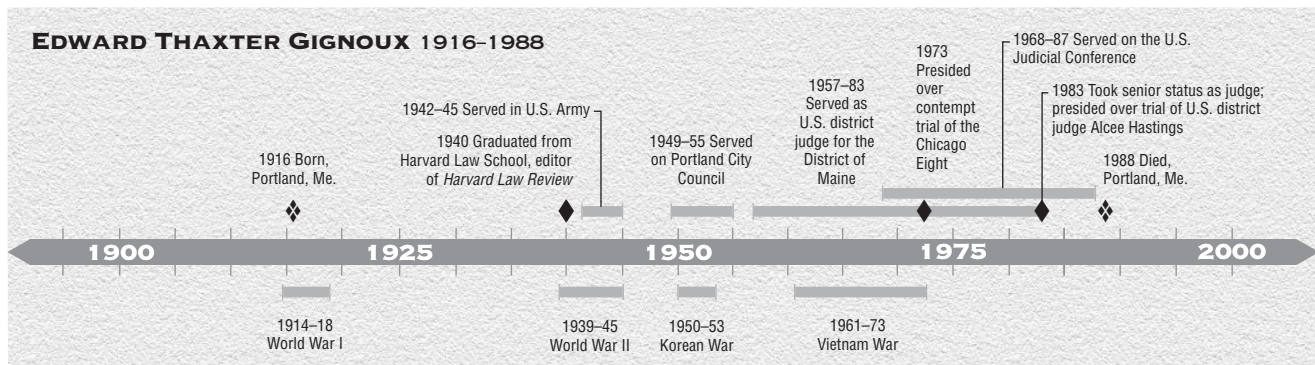 EDWARD THAXTER GIGNOUX 1916–1988
1916 Born,
Portland, Me.
1942–45 Served in U.S. Army
1940 Graduated from
Harvard Law School, editor
of Harvard Law Review
1949–55 Served
on Portland City
Council
1957–83
Served as
U.S. district
judge for the
District of
Maine
1973
Presided
over
contempt
trial of the
Chicago
Eight
1968–87 Served on the U.S.
Judicial Conference
1983 Took senior status as judge;
presided over trial of U.S. district
judge Alcee Hastings
1988 Died,
Portland, Me.
1900 1925 1950 1975 2000
1914–18
World War I
1939–45
World War II
1950–53
Korean War
1961–73
Vietnam War